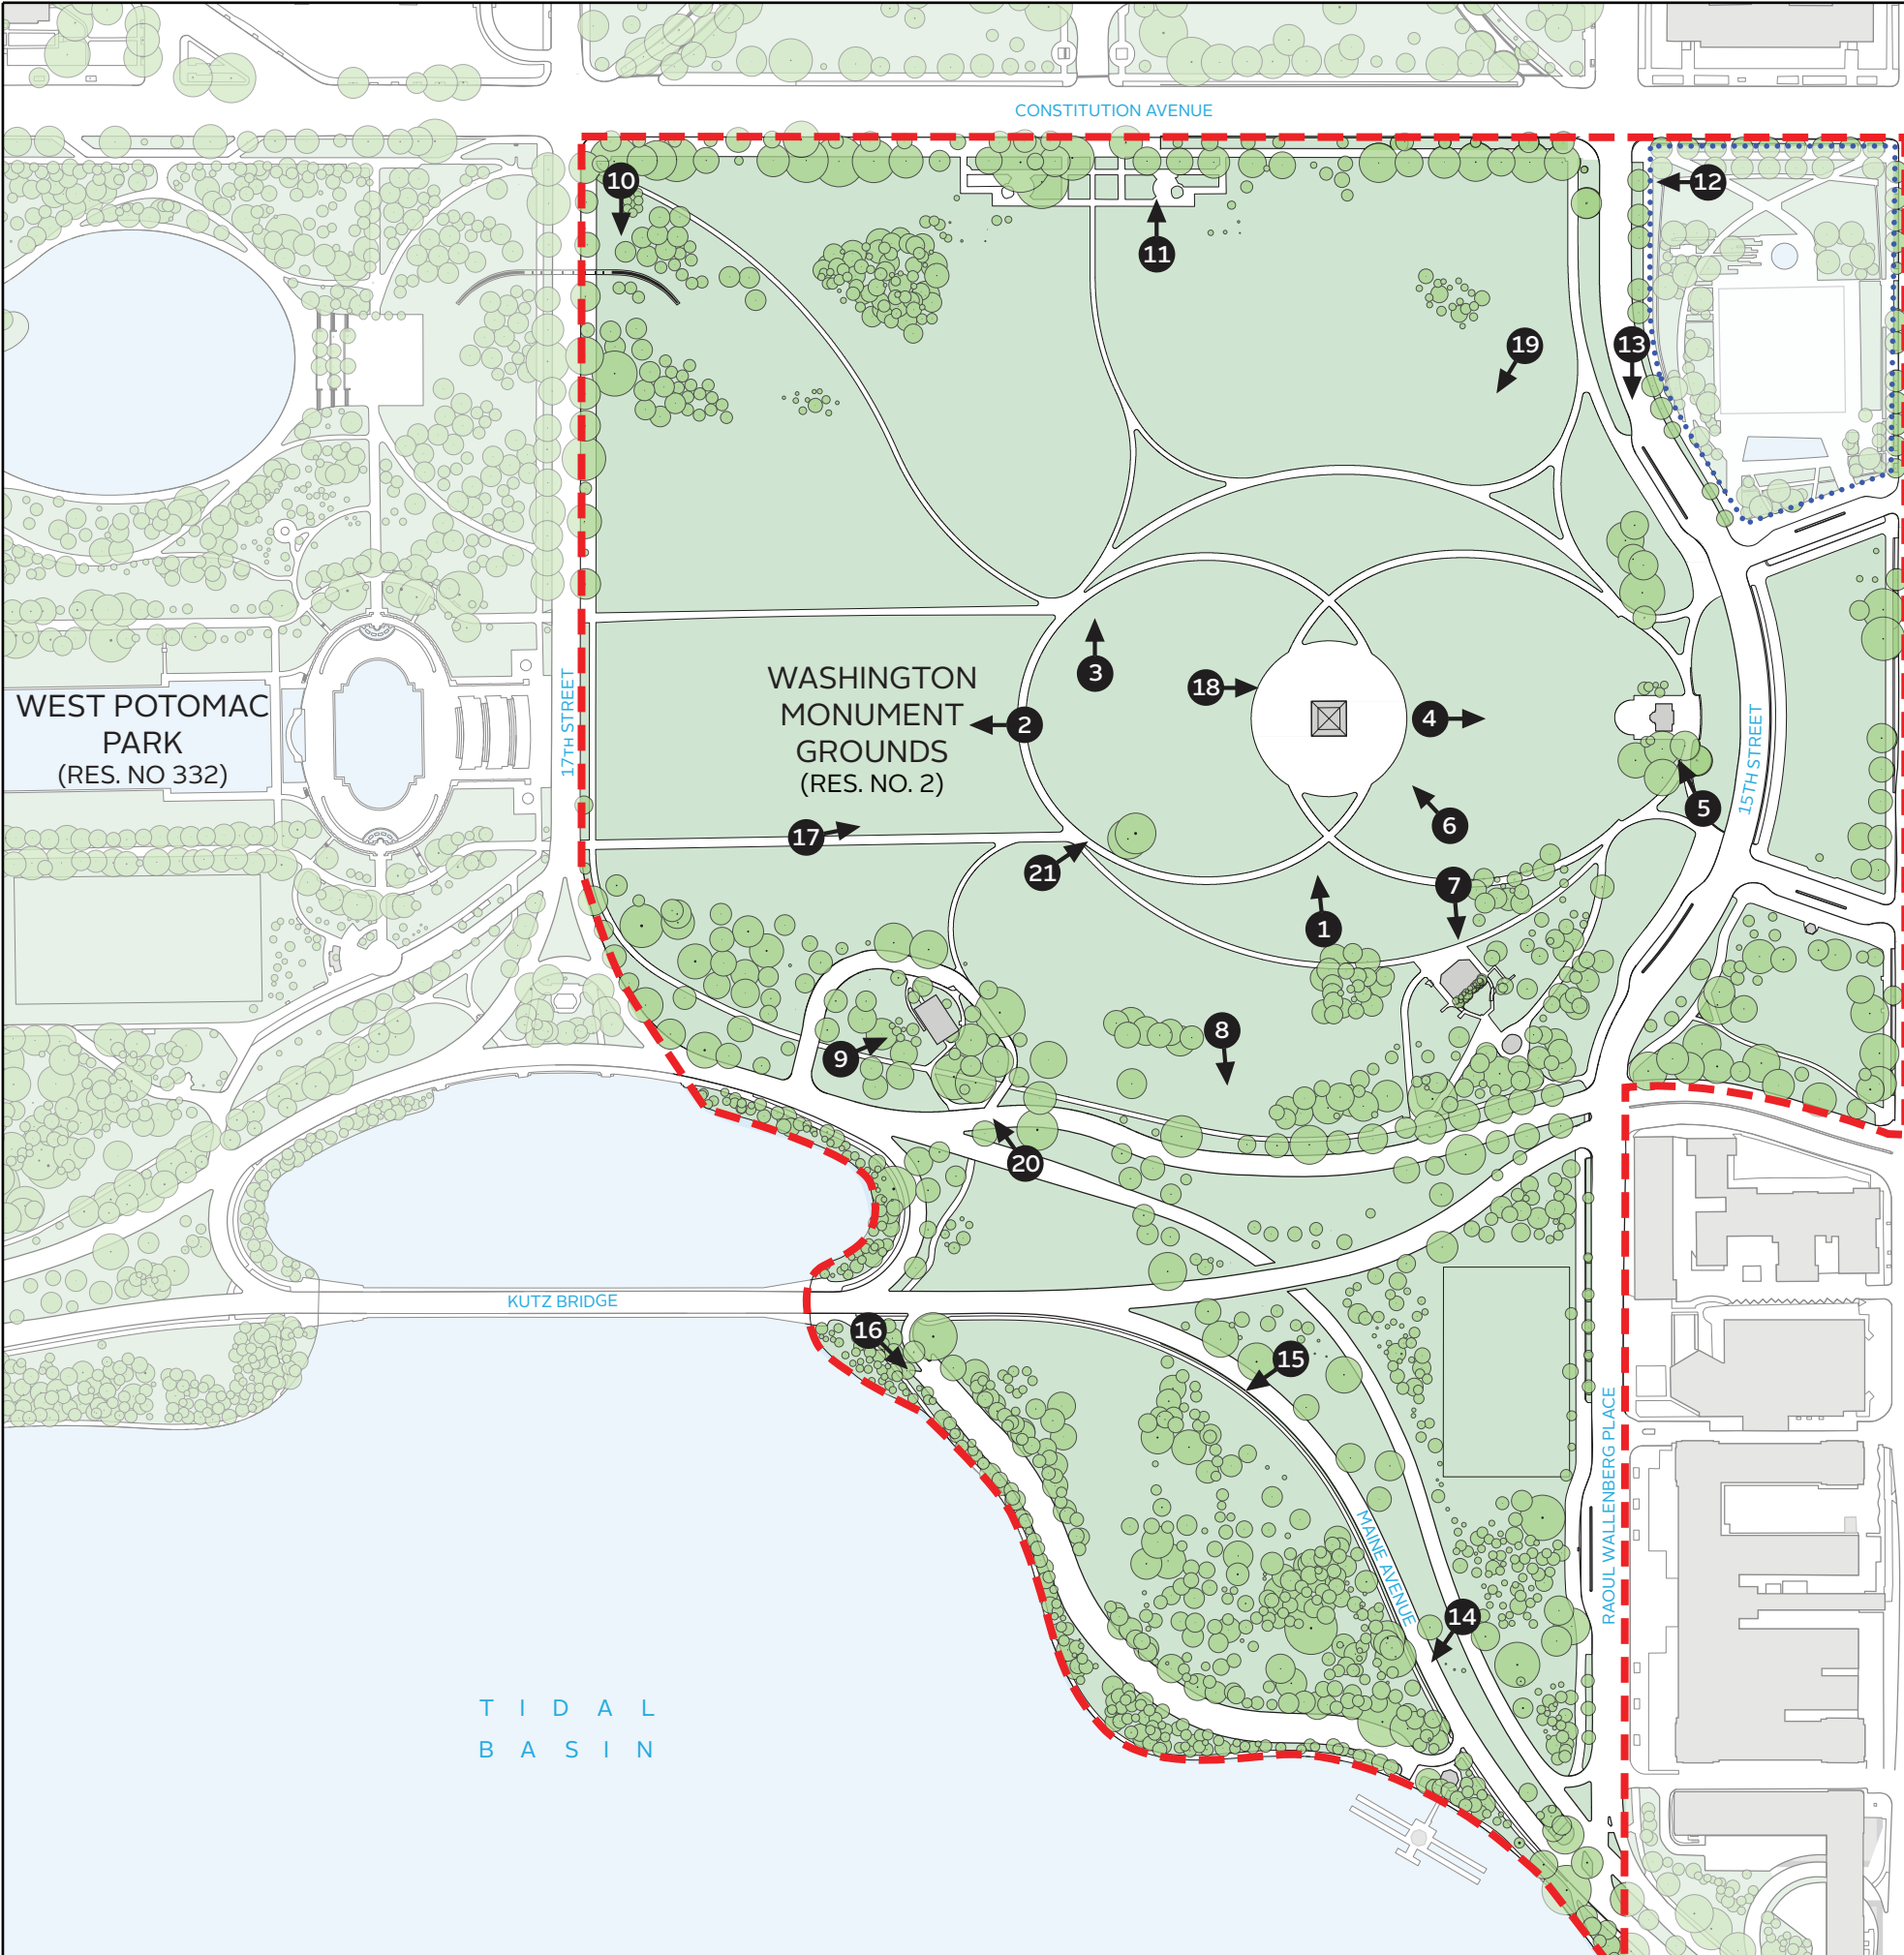 CONSTITUTION AVENUE
10
12
11
19
13
WEST POTOMAC
PARK
(RES. NO 332)
17TH STREET
WASHINGTON
MONUMENT
GROUNDS
(RES. NO. 2)
3
18
2
4
15TH STREET
5
6
17
21
7
1
8
9
20
KUTZ BRIDGE
16
15
RAOUL WALLENBERG PLACE
MAINE AVENUE
14
TIDAL
BASIN